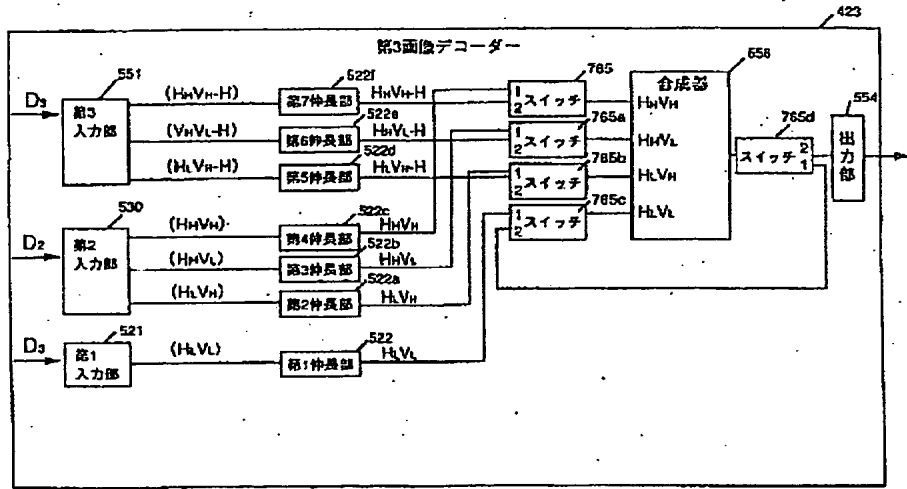 423
第3画像デコーダー
551
D3
第3
入力部
(HHVH-H)
522f
第7伸長部
HHVH-H
(VHVL-H)
522e
第6伸長部
HHVL-H
(HLVH-H)
522d
第5伸長部
HLVH-H
765
1
2
スイッチ
765a
1
2
スイッチ
765b
1
2
スイッチ
765c
1
2
スイッチ
556
合成器
HHVH
HHVL
HLVH
HLVL
765d
スイッチ
2
1
554
出力部
530
D2
第2
入力部
(HHVH)
522c
第4伸長部
HHVH
(HHVL)
522b
第3伸長部
HHVL
(HLVH)
522a
第2伸長部
HLVH
521
D3
第1
入力部
(HLVL)
522
第1伸長部
HLVL